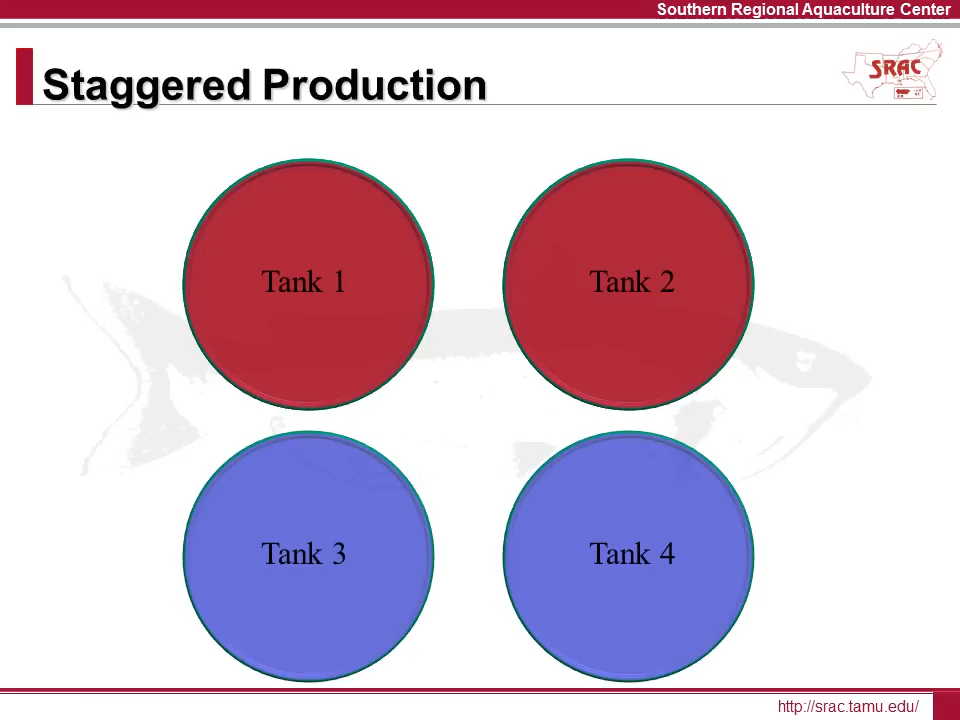 Southern Regional Aquaculture Center
Staggered Production
SRAC
Tank 1
Tank 2
Tank 3
Tank 4
http://srac.tamu.edu/